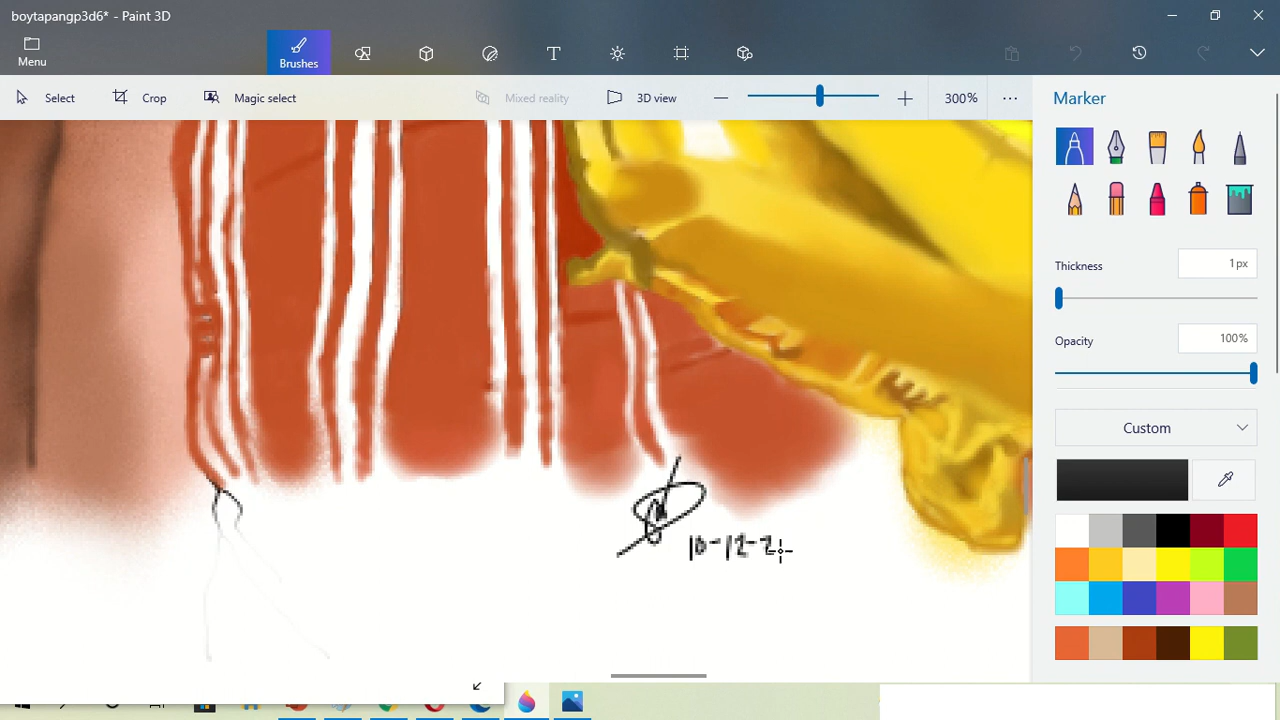 boytapangp3d6* - Paint 3D
Menu
Brushes
Select
Crop
Magic select
Mixed reality
3D view
300%
Marker
Thickness
1px
Opacity
100%
Custom
10-12-2